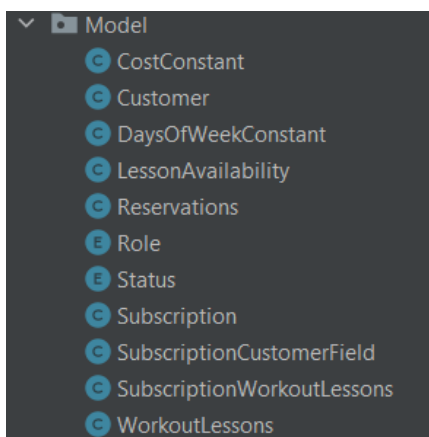 Model
C CostConstant
C Customer
C DaysOfWeekConstant
C LessonAvailability
C Reservations
E Role
E Status
C Subscription
C SubscriptionCustomerField
C SubscriptionWorkoutLessons
C WorkoutLessons